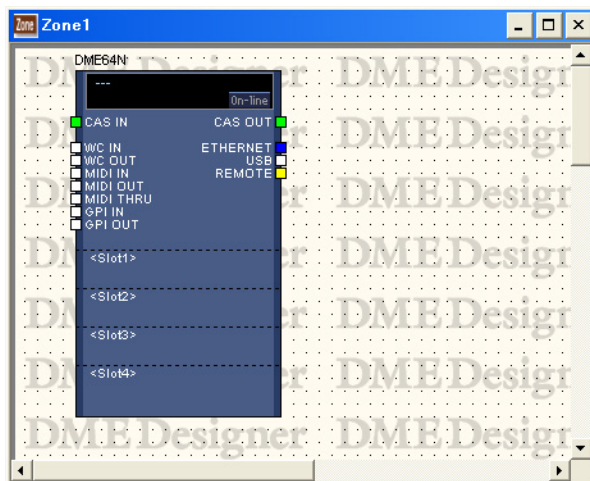 Zone Zone1
DME64N
---
On-line
CAS IN CAS OUT
WC IN ETHERNET
WC OUT USB
MIDI IN REMOTE
MIDI OUT
MIDI THRU
GPI IN
GPI OUT
<Slot1>
<Slot2>
<Slot3>
<Slot4>
DME Designer DME Designer